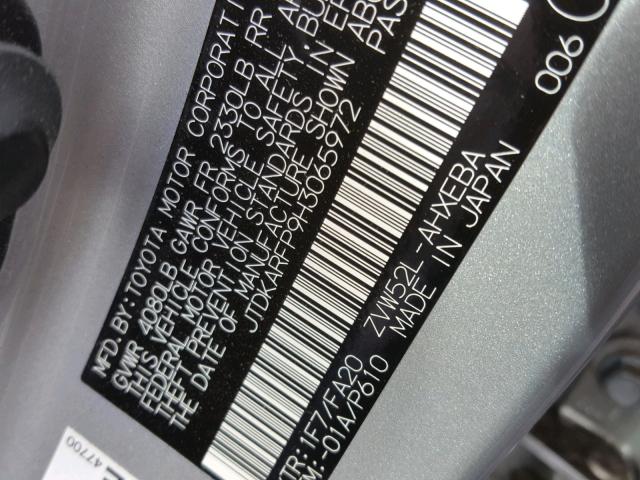 MFD. BY: TOYOTA MOTOR CORPORATI
GVWR 4080LB GAWR FR 2330LB RR
THIS VEHICLE CONFORMS TO ALL
FEDERAL MOTOR VEHICLE SAFETY, BU
THEFT PREVENTION STANDARDS IN EF
THE DATE OF MANUFACTURE SHOWN ABO
JTDKARFP9H3065972 PAS
TR: 1F7/FA20 ZVW52L-AHXEBA
M:-01A/P610 MADE IN JAPAN
006
47700